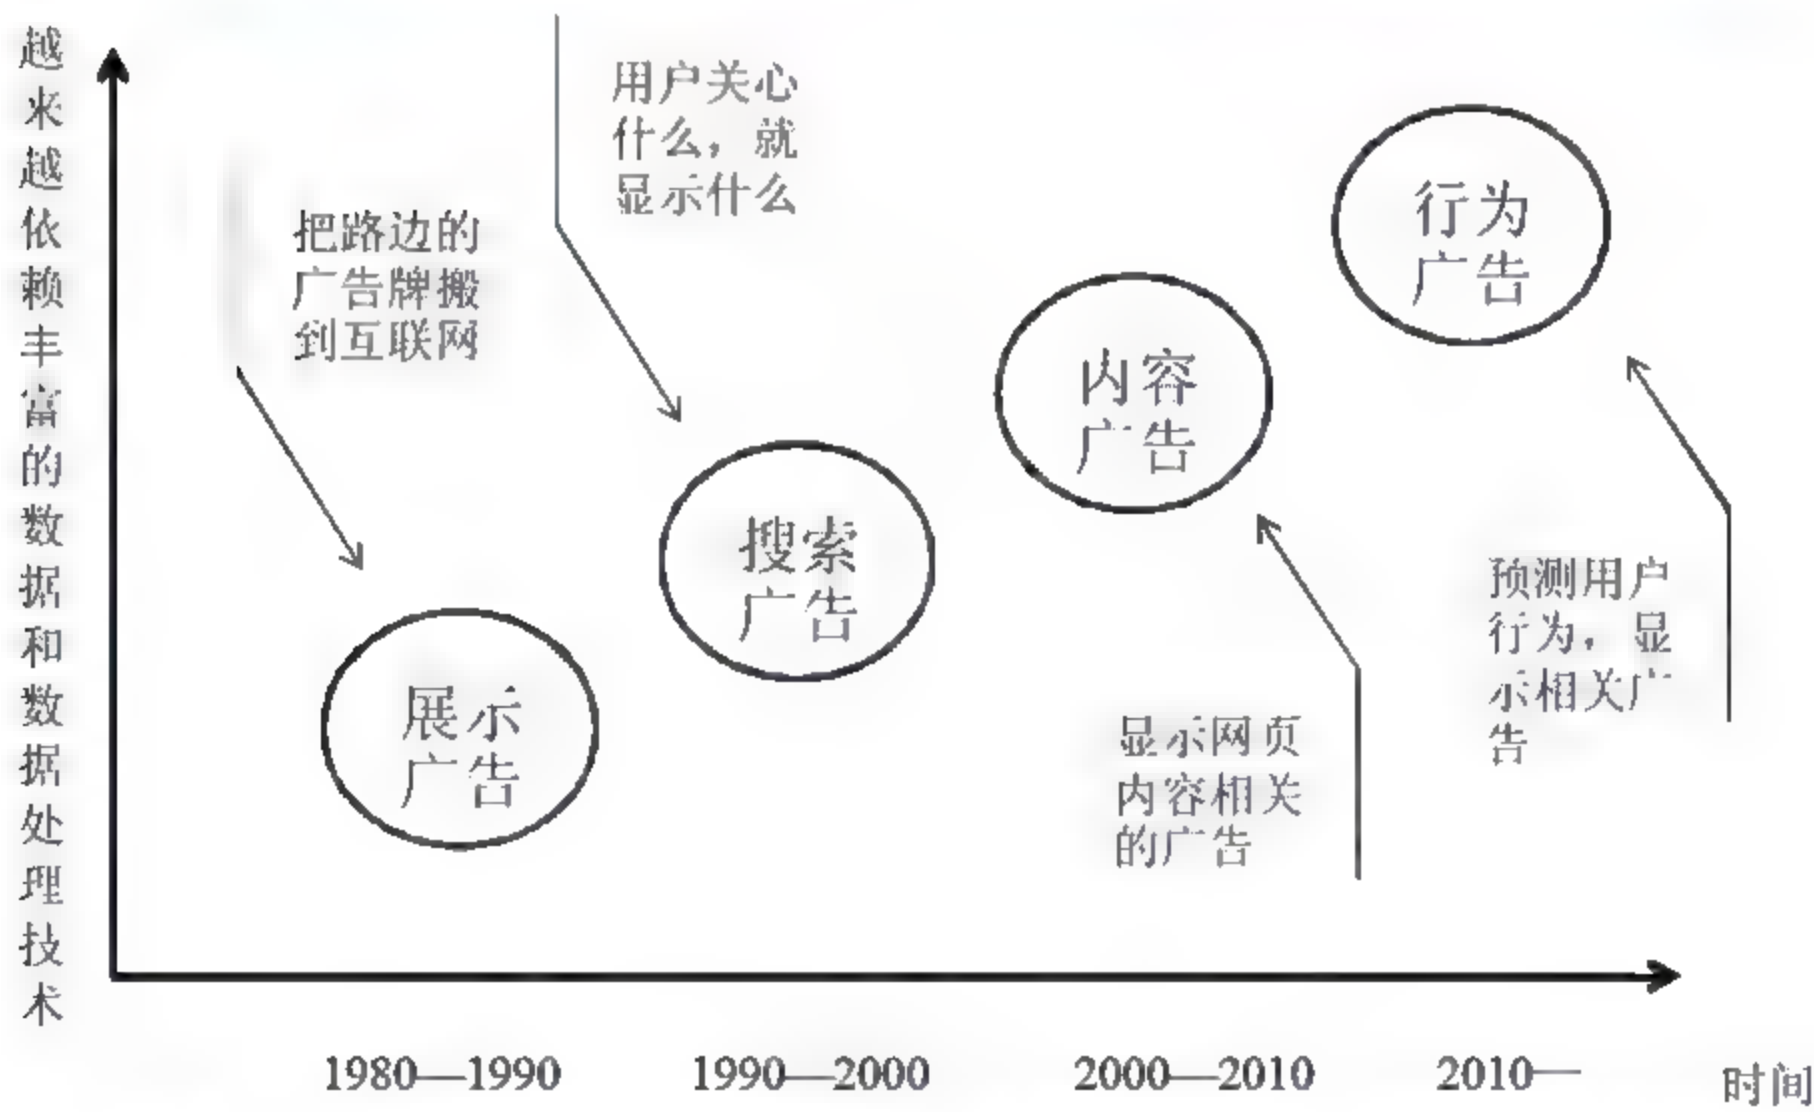 越来越依赖丰富的数据和数据处理技术
用户关心
什么，就
显示什么
把路边的
广告牌搬
到互联网
行为
广告
内容
广告
搜索
广告
展示
广告
预测用户
行为，显
示相关广
告
显示网页
内容相关
的广告
1980—1990
1990—2000
2000—2010
2010—
时间